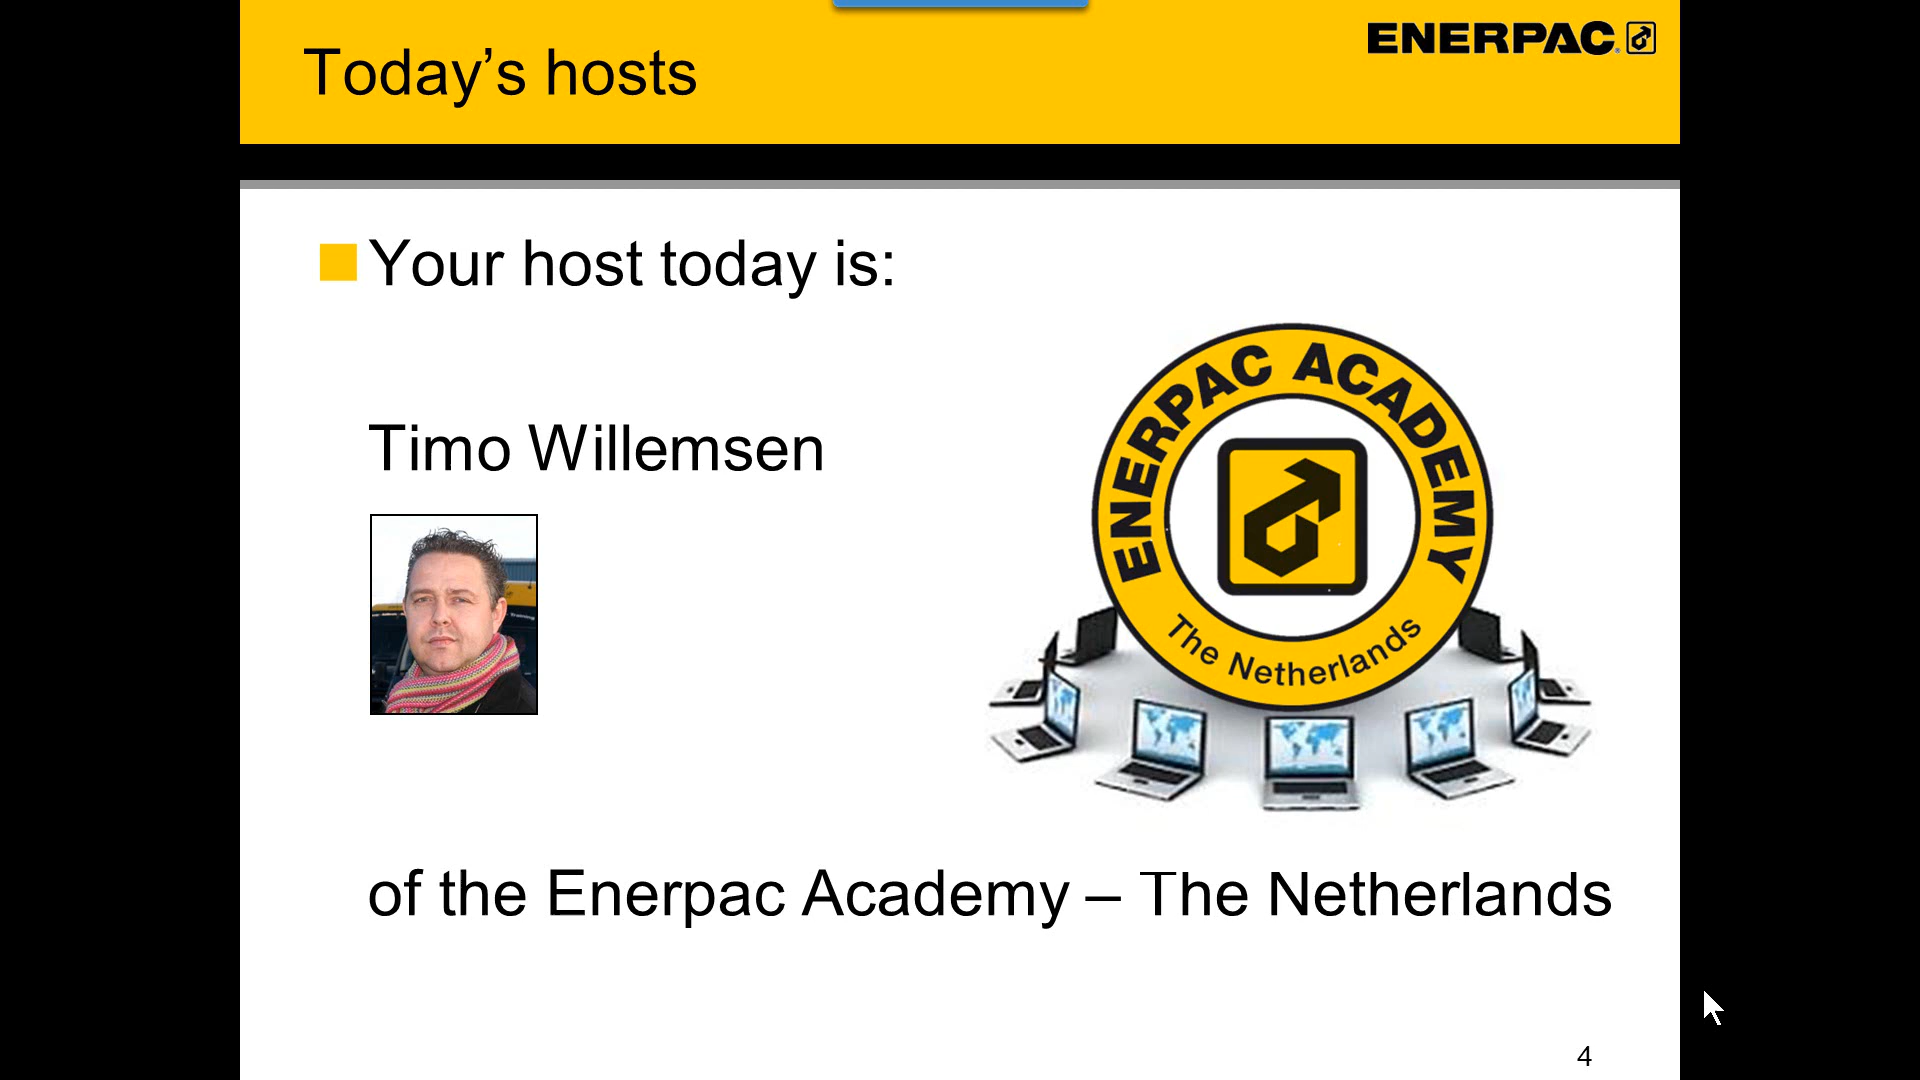 Today’s hosts
ENERPAC
Your host today is:
Timo Willemsen
ENERPAC ACADEMY
The Netherlands
of the Enerpac Academy – The Netherlands
4